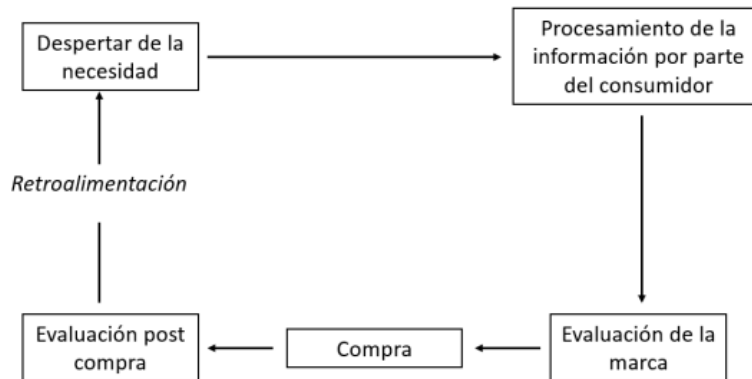 Despertar de la
necesidad
Procesamiento de la
información por parte
del consumidor
Retroalimentación
Evaluación post
compra
Compra
Evaluación de la
marca